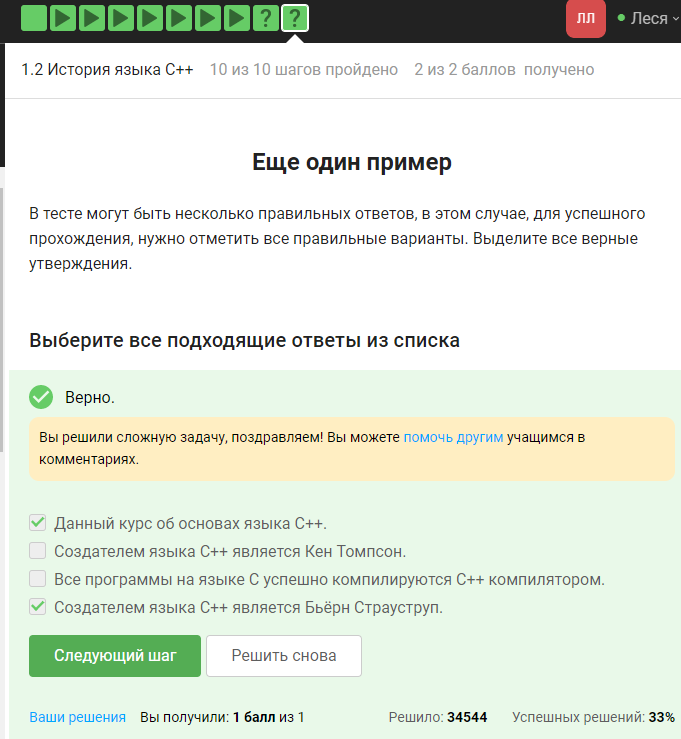 ? ?
ЛЛ
Леся
1.2 История языка C++ 10 из 10 шагов пройдено 2 из 2 баллов получено
Еще один пример
В тесте могут быть несколько правильных ответов, в этом случае, для успешного
прохождения, нужно отметить все правильные варианты. Выделите все верные
утверждения.
Выберите все подходящие ответы из списка
Верно.
Вы решили сложную задачу, поздравляем! Вы можете помочь другим учащимся в
комментариях.
Данный курс об основах языка C++.
Создателем языка C++ является Кен Томпсон.
Все программы на языке C успешно компилируются C++ компилятором.
Создателем языка C++ является Бьёрн Страуструп.
Следующий шаг Решить снова
Ваши решения Вы получили: 1 балл из 1 Решило: 34544 Успешных решений: 33%